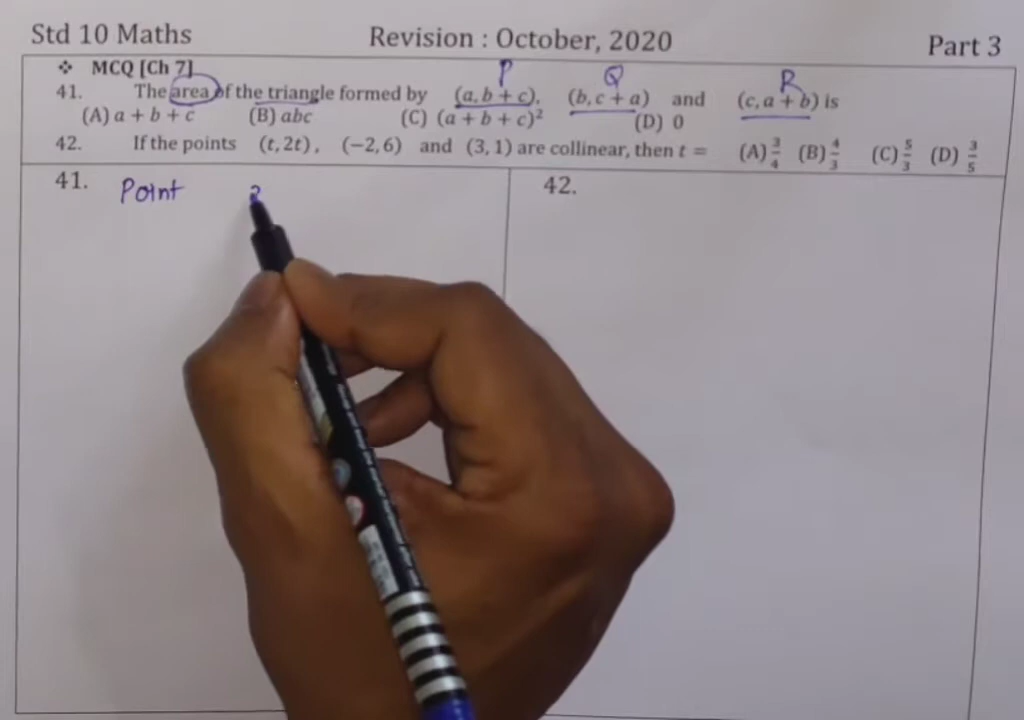 Std 10 Maths Revision : October, 2020 Part 3
❖ MCQ [Ch 7] P Q R
41. The area of the triangle formed by (a, b + c), (b, c + a) and (c, a + b) is
(A) a + b + c (B) abc (C) (a + b + c)² (D) 0
42. If the points (t, 2t), (−2, 6) and (3, 1) are collinear, then t = (A) 3/4 (B) 4/3 (C) 5/3 (D) 3/5
41. Point 42.